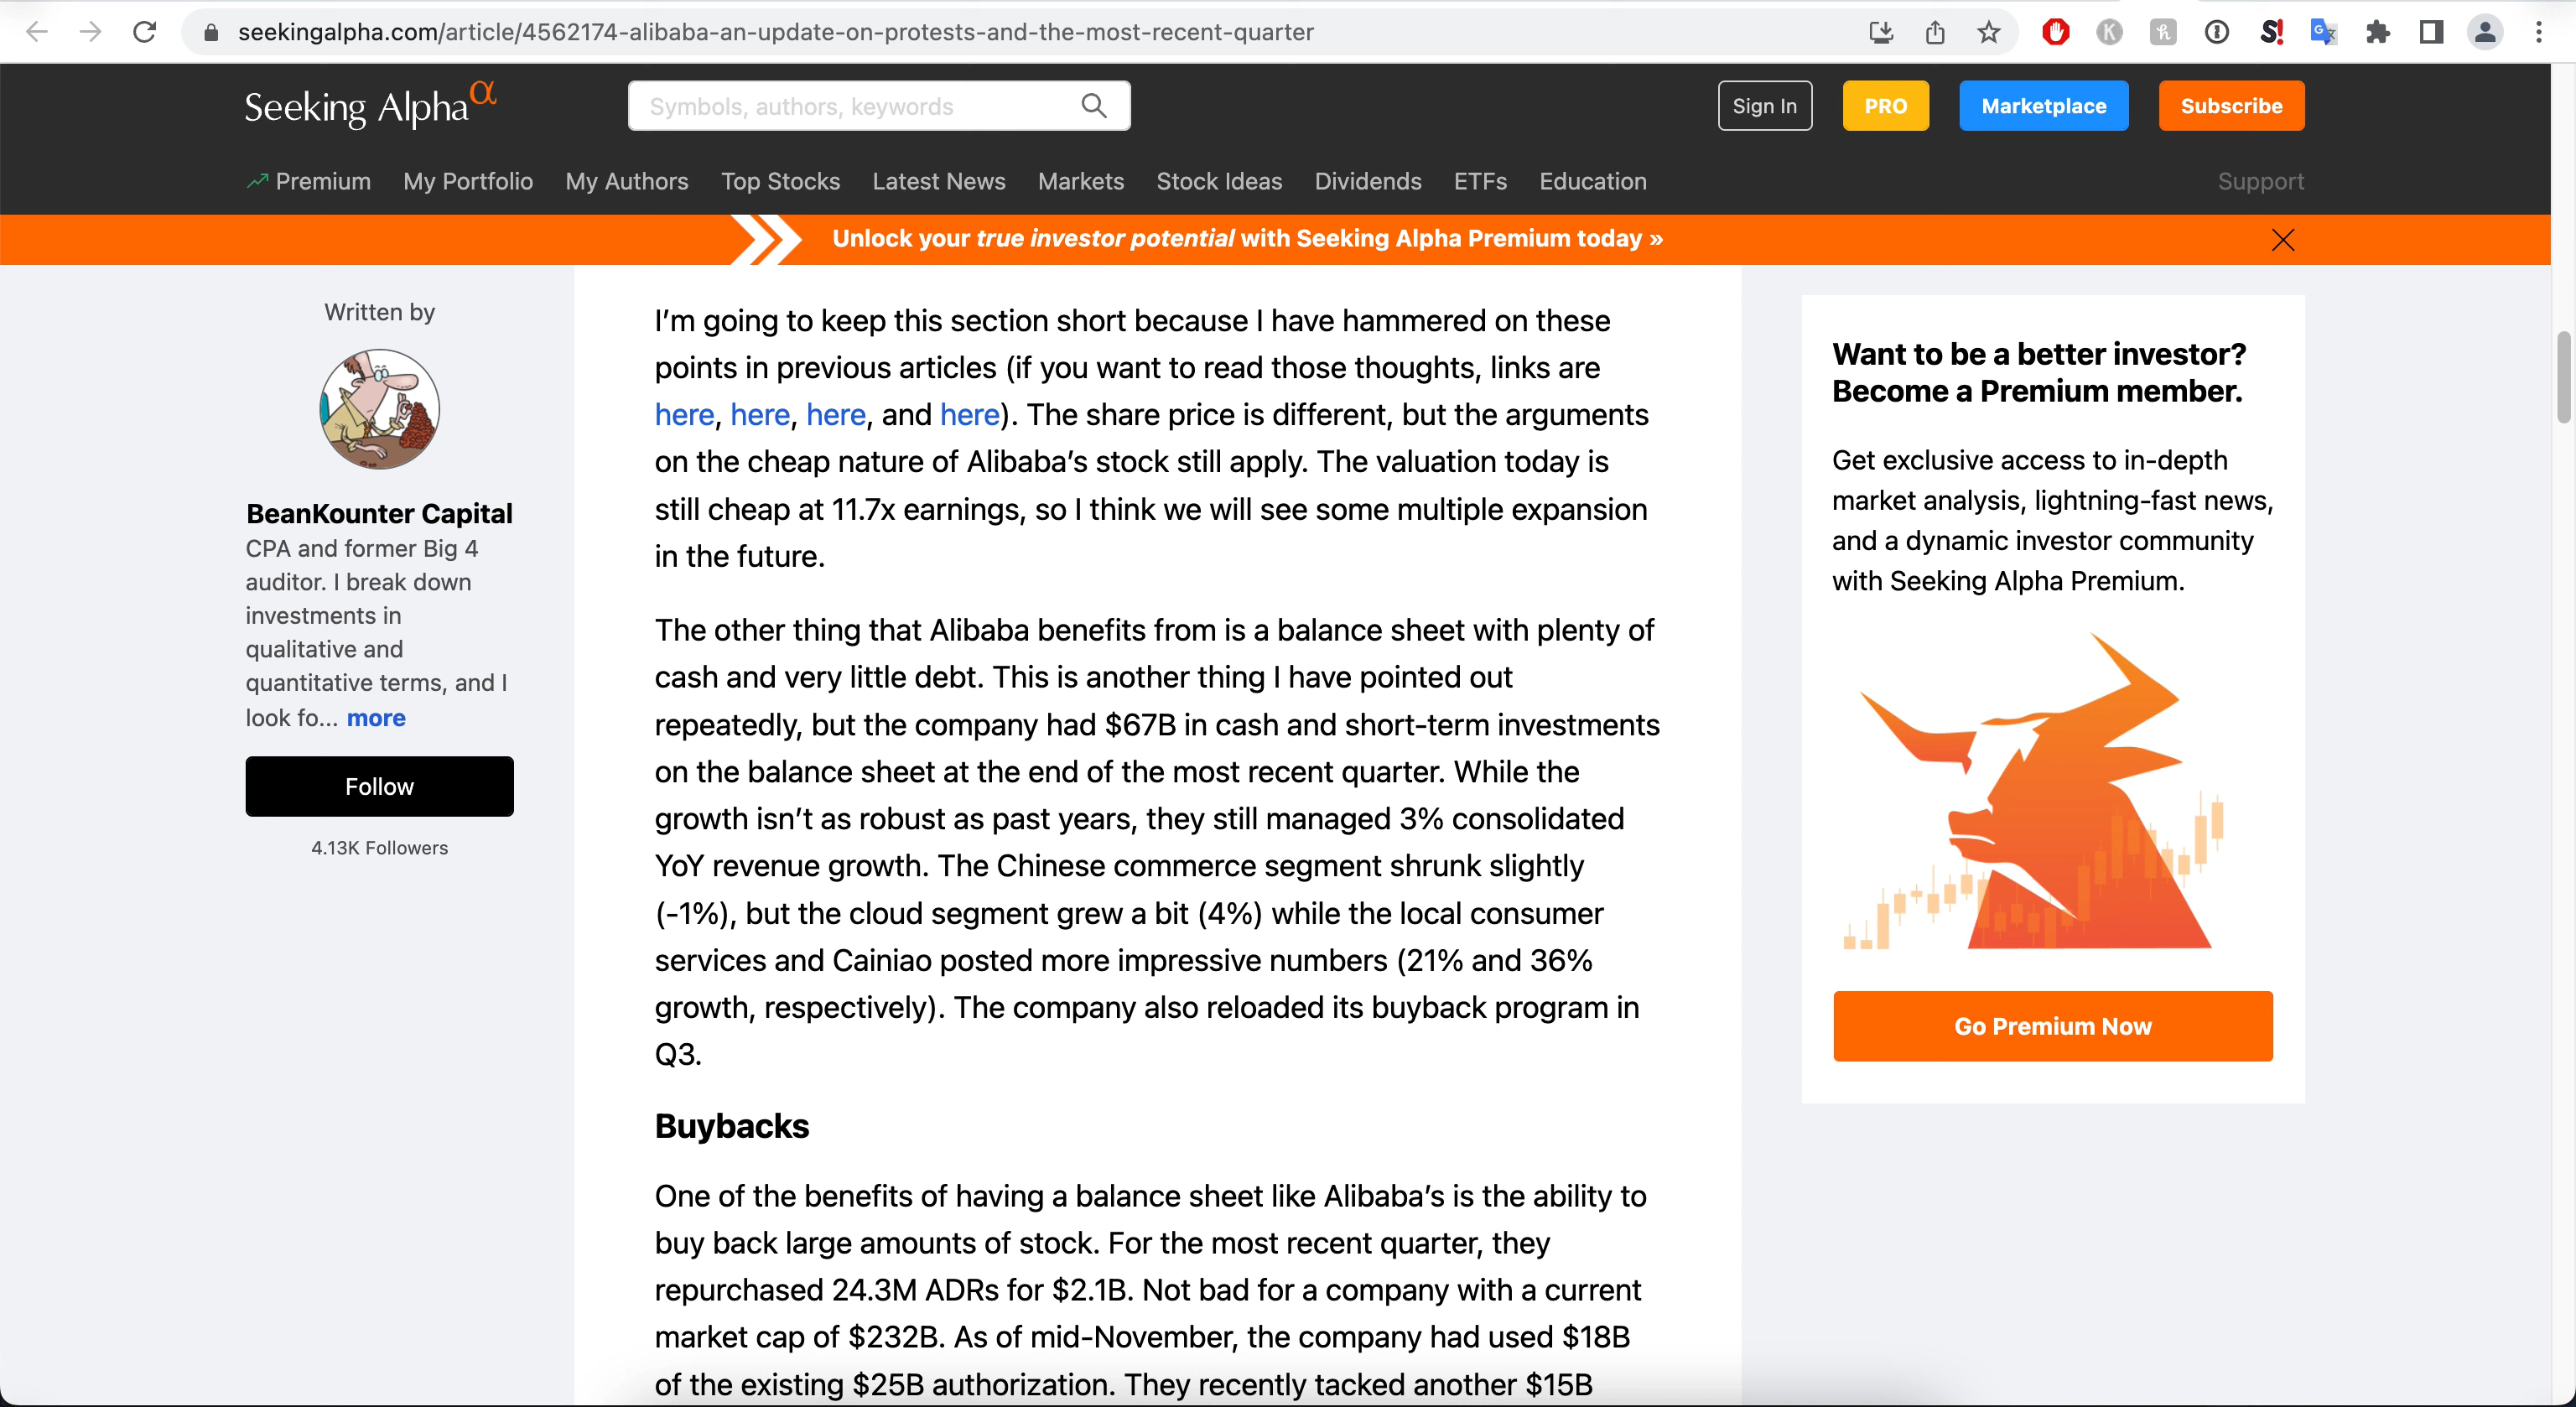 seekingalpha.com/article/4562174-alibaba-an-update-on-protests-and-the-most-recent-quarter
Seeking Alpha α
Symbols, authors, keywords
Sign In
PRO
Marketplace
Subscribe
Premium
My Portfolio
My Authors
Top Stocks
Latest News
Markets
Stock Ideas
Dividends
ETFs
Education
Support
Unlock your true investor potential with Seeking Alpha Premium today »
Written by
BeanKounter Capital
CPA and former Big 4
auditor. I break down
investments in
qualitative and
quantitative terms, and I
look fo... more
Follow
4.13K Followers
I’m going to keep this section short because I have hammered on these
points in previous articles (if you want to read those thoughts, links are
here, here, here, and here). The share price is different, but the arguments
on the cheap nature of Alibaba’s stock still apply. The valuation today is
still cheap at 11.7x earnings, so I think we will see some multiple expansion
in the future.
The other thing that Alibaba benefits from is a balance sheet with plenty of
cash and very little debt. This is another thing I have pointed out
repeatedly, but the company had $67B in cash and short-term investments
on the balance sheet at the end of the most recent quarter. While the
growth isn’t as robust as past years, they still managed 3% consolidated
YoY revenue growth. The Chinese commerce segment shrunk slightly
(-1%), but the cloud segment grew a bit (4%) while the local consumer
services and Cainiao posted more impressive numbers (21% and 36%
growth, respectively). The company also reloaded its buyback program in
Q3.
Buybacks
One of the benefits of having a balance sheet like Alibaba’s is the ability to
buy back large amounts of stock. For the most recent quarter, they
repurchased 24.3M ADRs for $2.1B. Not bad for a company with a current
market cap of $232B. As of mid-November, the company had used $18B
of the existing $25B authorization. They recently tacked another $15B
Want to be a better investor?
Become a Premium member.
Get exclusive access to in-depth
market analysis, lightning-fast news,
and a dynamic investor community
with Seeking Alpha Premium.
Go Premium Now